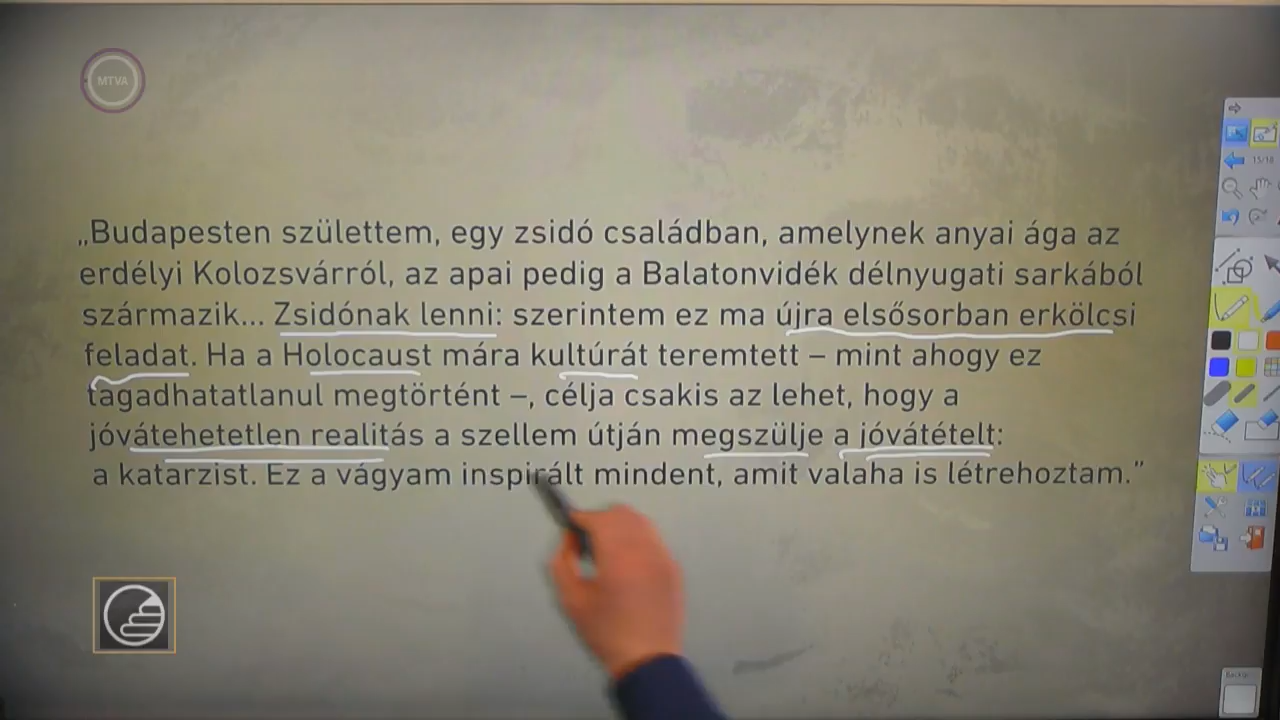 MTVA
„Budapesten születtem, egy zsidó családban, amelynek anyai ága az
erdélyi Kolozsvárról, az apai pedig a Balatonvidék délnyugati sarkából
származik... Zsidónak lenni: szerintem ez ma újra elsősorban erkölcsi
feladat. Ha a Holocaust mára kultúrát teremtett – mint ahogy ez
tagadhatatlanul megtörtént –, célja csakis az lehet, hogy a
jóvátehetetlen realitás a szellem útján megszülje a jóvátételt:
a katarzist. Ez a vágyam inspirált mindent, amit valaha is létrehoztam.”
15/18